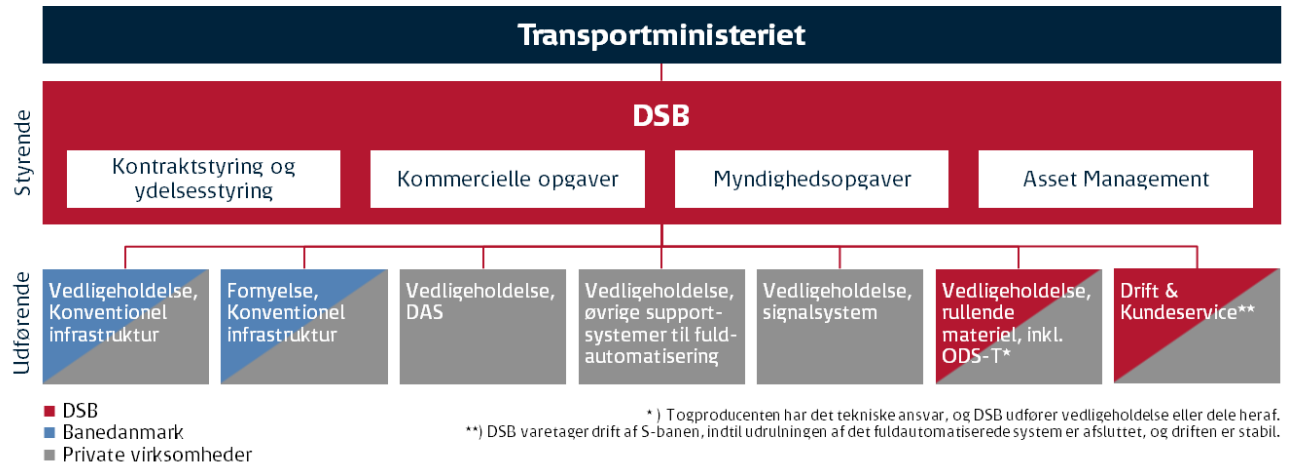 Transportministeriet
Styrende
DSB
Kontraktstyring og
ydelsesstyring
Kommercielle opgaver
Myndighedsopgaver
Asset Management
Udførende
Vedligeholdelse,
Konventionel
infrastruktur
Fornyelse,
Konventionel
infrastruktur
Vedligeholdelse,
DAS
Vedligeholdelse,
øvrige support-
systemer til fuld-
automatisering
Vedligeholdelse,
signalsystem
Vedligeholdelse,
rullende
materiel, inkl.
ODS-T*
Drift &
Kundeservice**
DSB
Banedanmark
Private virksomheder
* ) Togproducenten har det tekniske ansvar, og DSB udfører vedligeholdelse eller dele heraf.
**) DSB varetager drift af S-banen, indtil udrulningen af det fuldautomatiserede system er afsluttet, og driften er stabil.